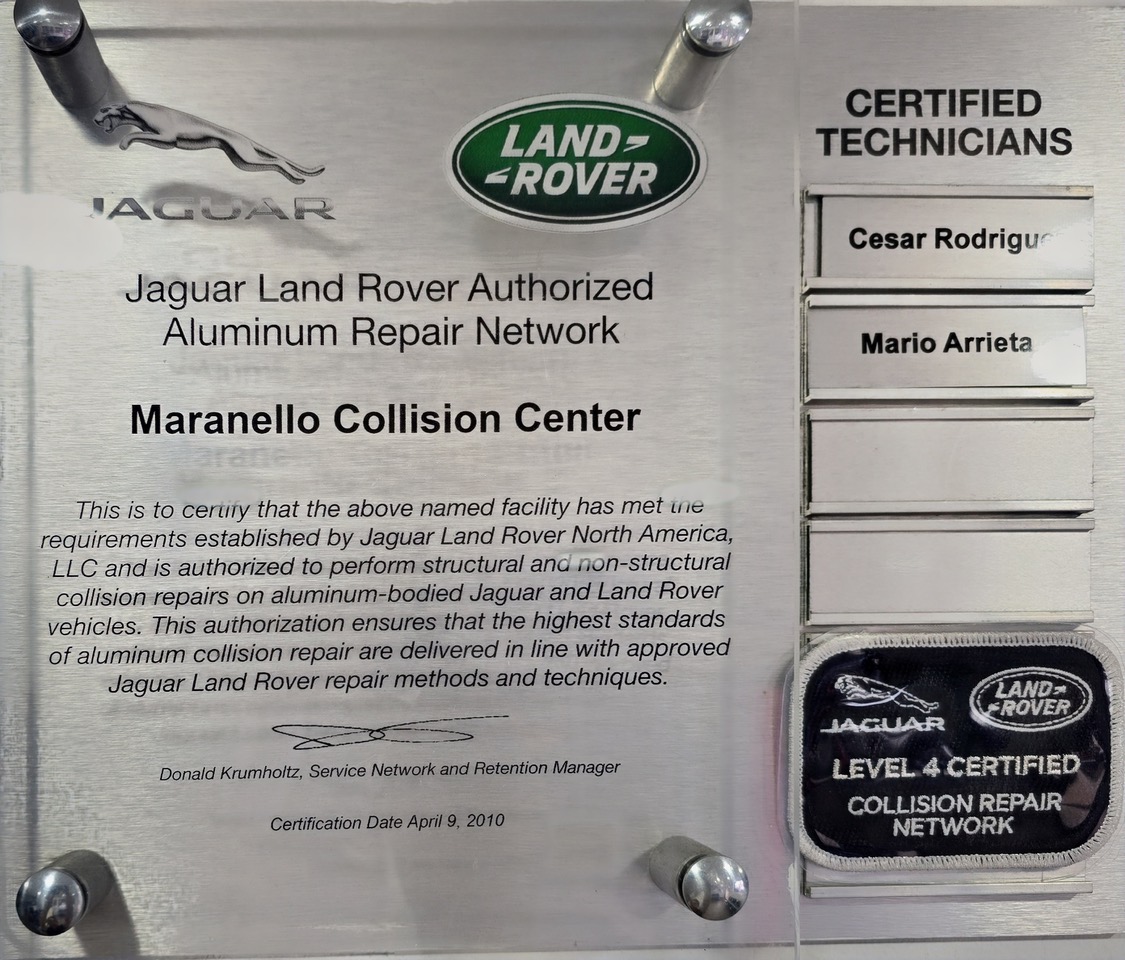 JAGUAR
LAND
ROVER
Jaguar Land Rover Authorized
Aluminum Repair Network
Maranello Collision Center
This is to certify that the above named facility has met the
requirements established by Jaguar Land Rover North America,
LLC and is authorized to perform structural and non-structural
collision repairs on aluminum-bodied Jaguar and Land Rover
vehicles. This authorization ensures that the highest standards
of aluminum collision repair are delivered in line with approved
Jaguar Land Rover repair methods and techniques.
Donald Krumholtz, Service Network and Retention Manager
Certification Date April 9, 2010
CERTIFIED
TECHNICIANS
Cesar
Mario Arrieta
JAGUAR
LAND
ROVER
LEVEL 4 CERTIFIED
COLLISION REPAIR
NETWORK